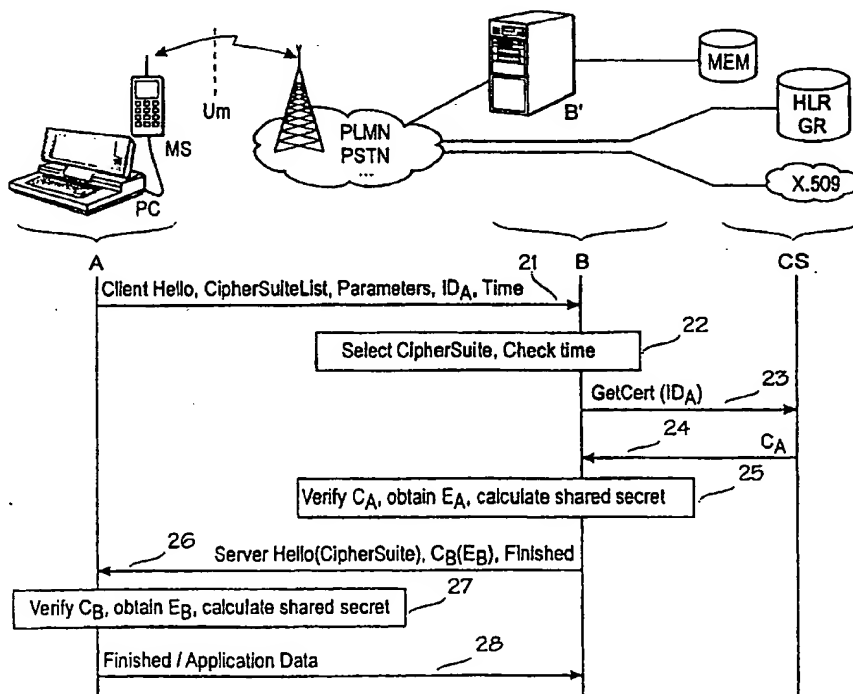 MEM
HLR
GR
B'
Um
MS
PLMN
PSTN
...
PC
X.509
A
B
CS
21
Client Hello, CipherSuiteList, Parameters, IDA, Time
22
Select CipherSuite, Check time
23
GetCert (IDA)
24
CA
25
Verify CA, obtain EA, calculate shared secret
26
Server Hello(CipherSuite), CB(EB), Finished
27
Verify CB, obtain EB, calculate shared secret
28
Finished / Application Data